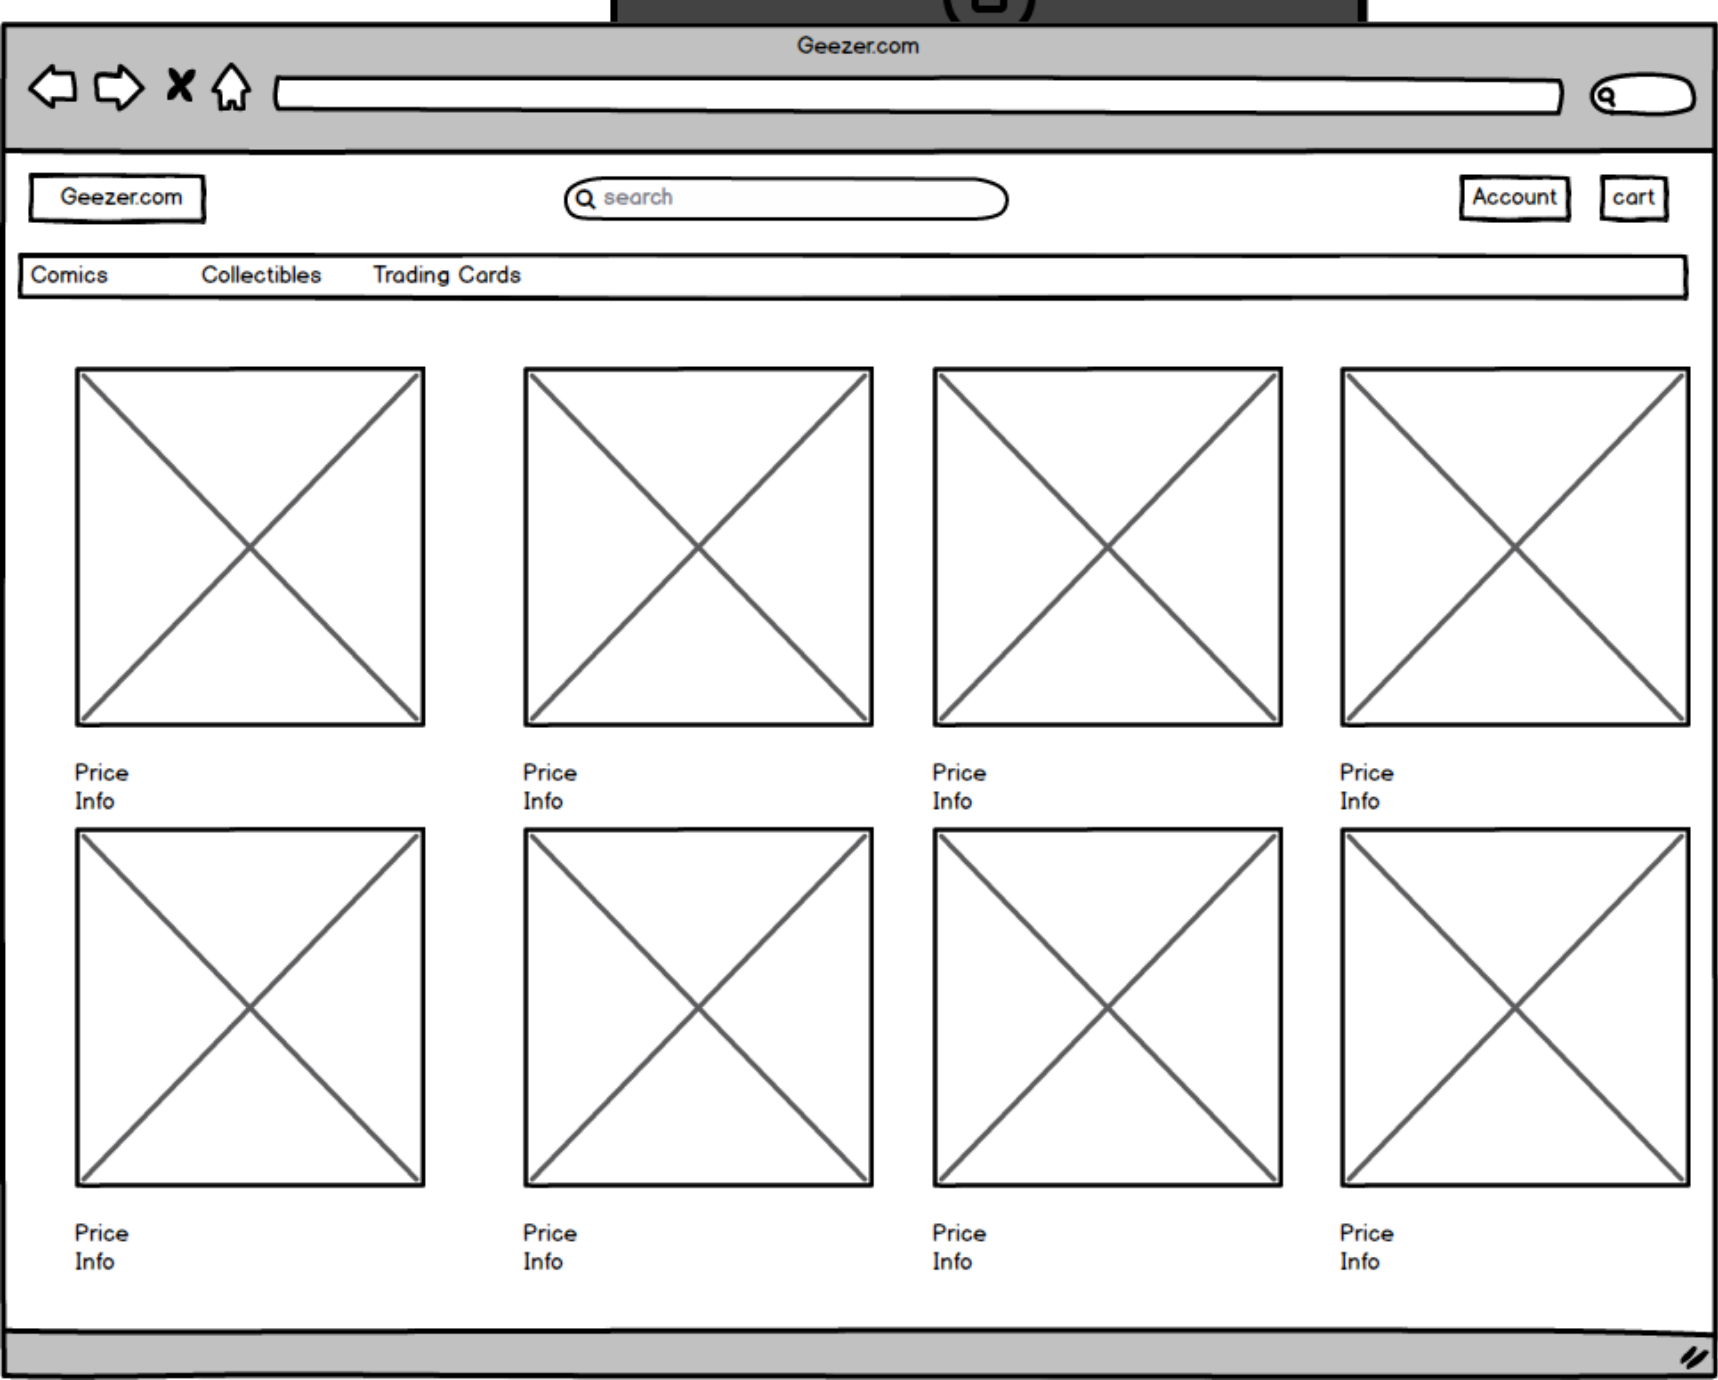 Geezer.com
Geezer.com search Account cart
Comics Collectibles Trading Cards
Price Price Price Price
Info Info Info Info
Price Price Price Price
Info Info Info Info